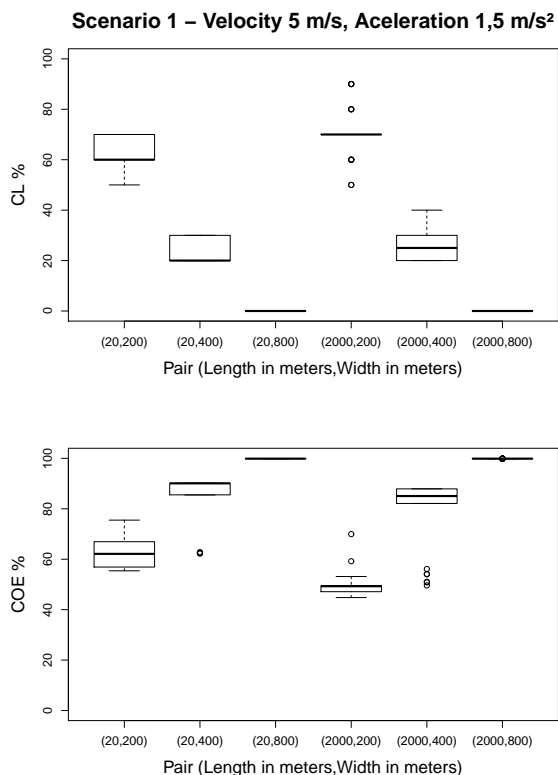 Scenario 1 – Velocity 5 m/s, Aceleration 1,5 m/s²
100
80
60
40
20
0
CL %
(20,200) (20,400) (20,800) (2000,200) (2000,400) (2000,800)
Pair (Length in meters,Width in meters)
100
80
60
40
20
0
COE %
(20,200) (20,400) (20,800) (2000,200) (2000,400) (2000,800)
Pair (Length in meters,Width in meters)